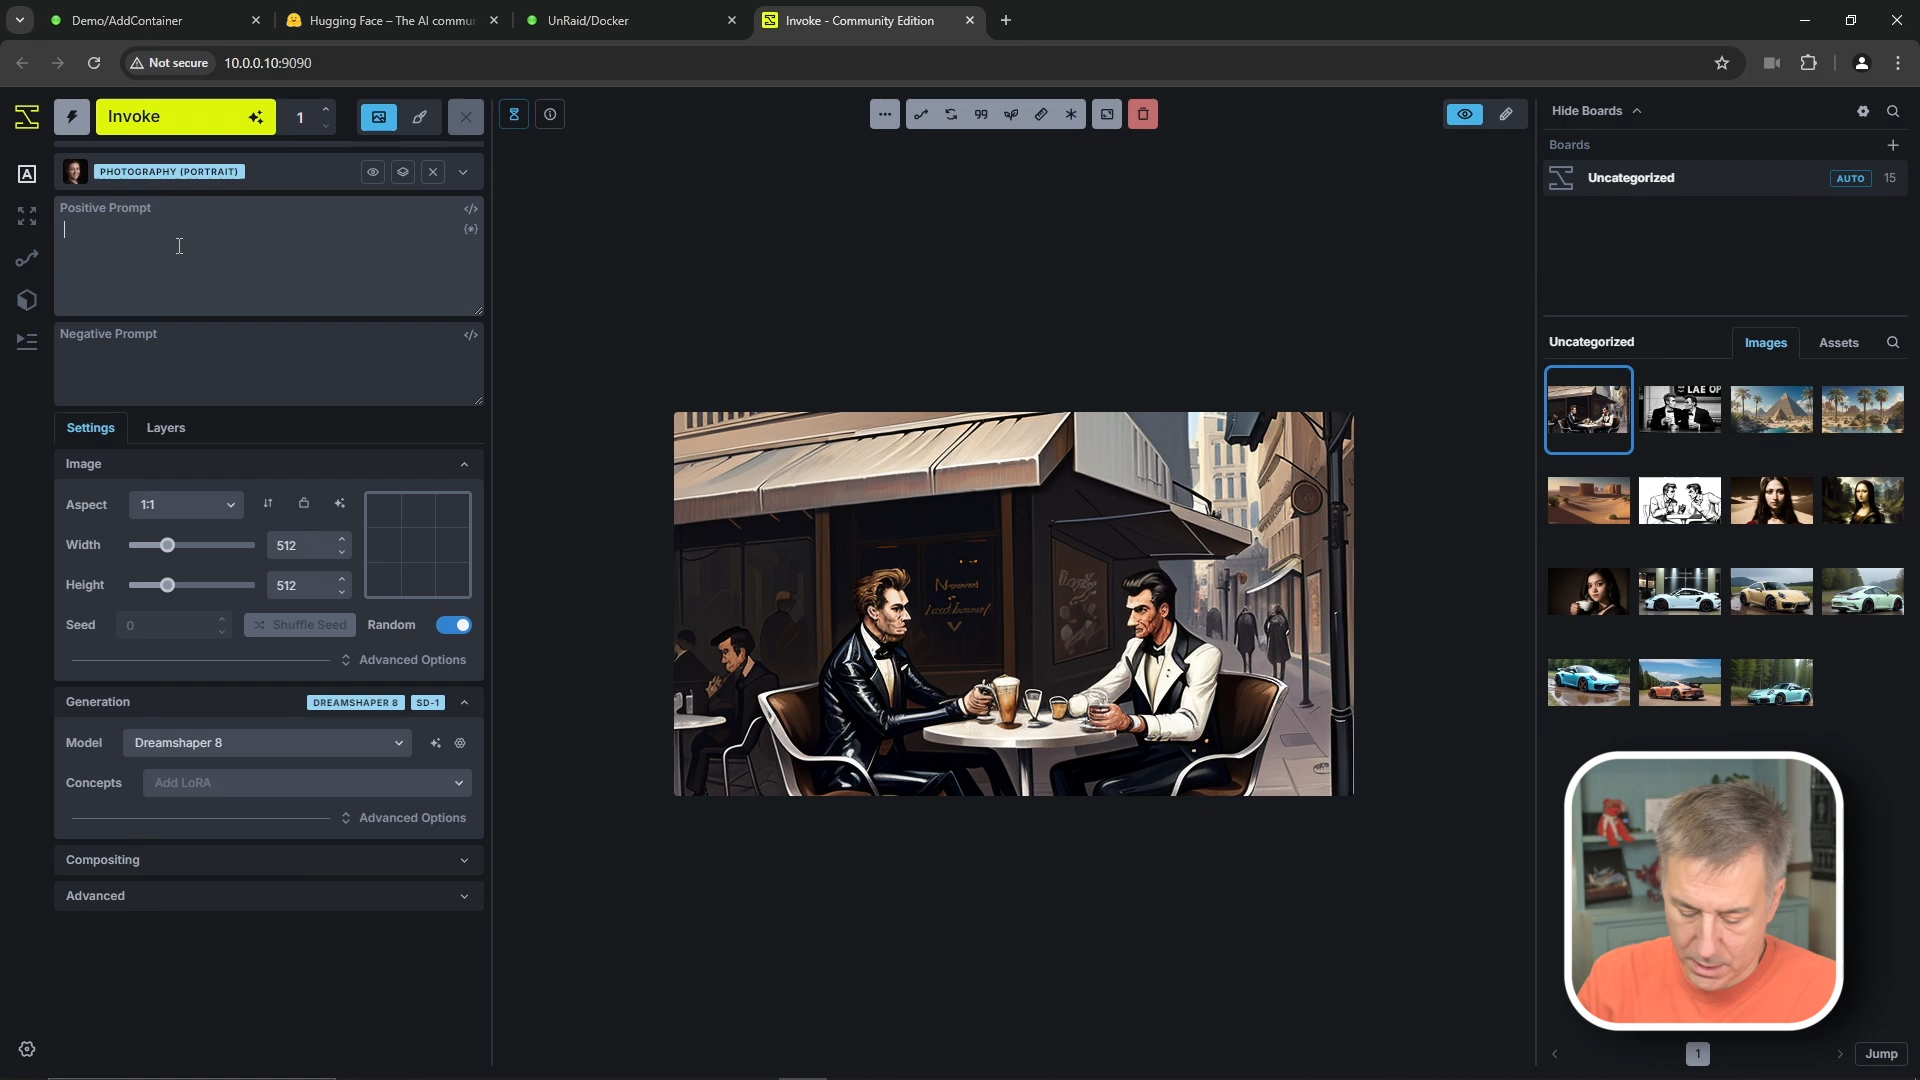 Demo/AddContainer
Hugging Face – The AI commu
UnRaid/Docker
Invoke - Community Edition
Not secure
10.0.0.10:9090
Invoke
1
Hide Boards
Boards
Uncategorized
AUTO
15
PHOTOGRAPHY (PORTRAIT)
Positive Prompt
Negative Prompt
Settings
Layers
Image
Aspect
1:1
Width
512
Height
512
Seed
0
Shuffle Seed
Random
Advanced Options
Generation
DREAMSHAPER 8
SD-1
Model
Dreamshaper 8
Concepts
Add LoRA
Advanced Options
Compositing
Advanced
Uncategorized
Images
Assets
LAE OP
1
Jump